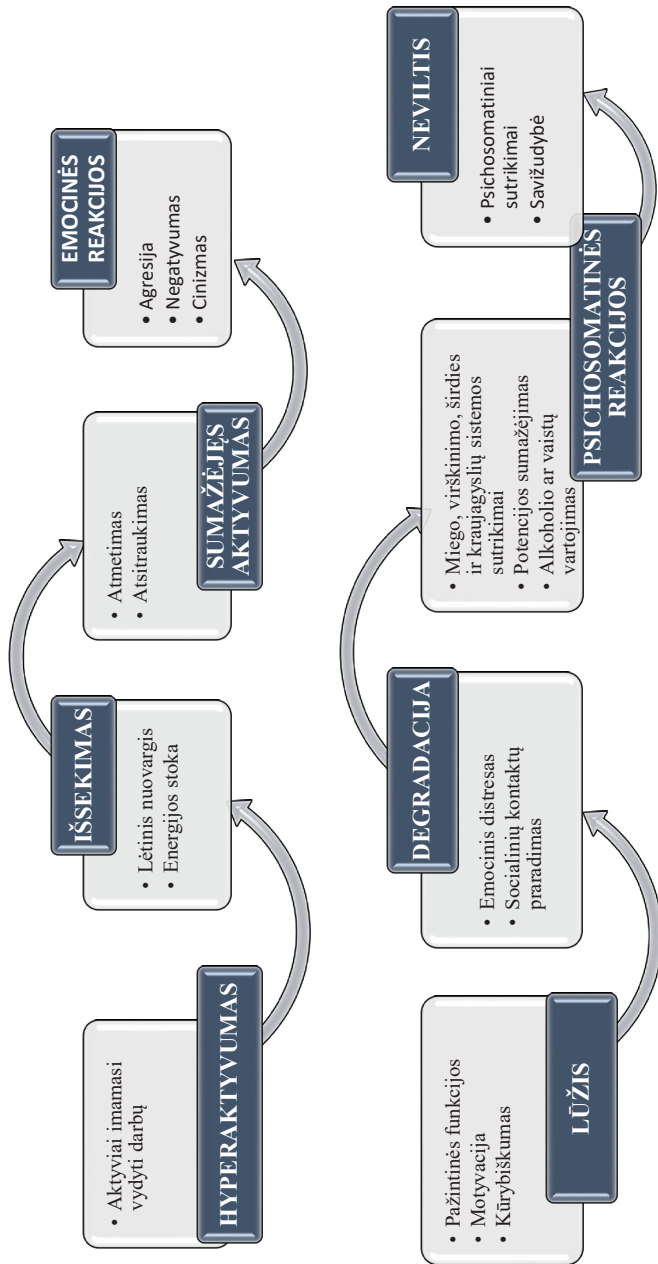 Aktyviai imamasi
vydyti darbų
HYPERAKTYVUMAS
IŠSEKIMAS
Lėtinis nuovargis
Energijos stoka
Atmetimas
Atsitraukimas
SUMAŽĖJĘS
AKTYVUMAS
EMOCINĖS
REAKCIJOS
Agresija
Negatyvumas
Cinizmas
Pažintinės funkcijos
Motyvacija
Kūrybiškumas
LŪŽIS
DEGRADACIJA
Emocinis distresas
Socialinių kontaktų
praradimas
Miego, virškinimo, širdies
ir kraujagyslių sistemos
sutrikimai
Potencijos sumažėjimas
Alkoholio ar vaistų
vartojimas
PSICHOSOMATINĖS
REAKCIJOS
NEVILTIS
Psichosomatiniai
sutrikimai
Savižudybė